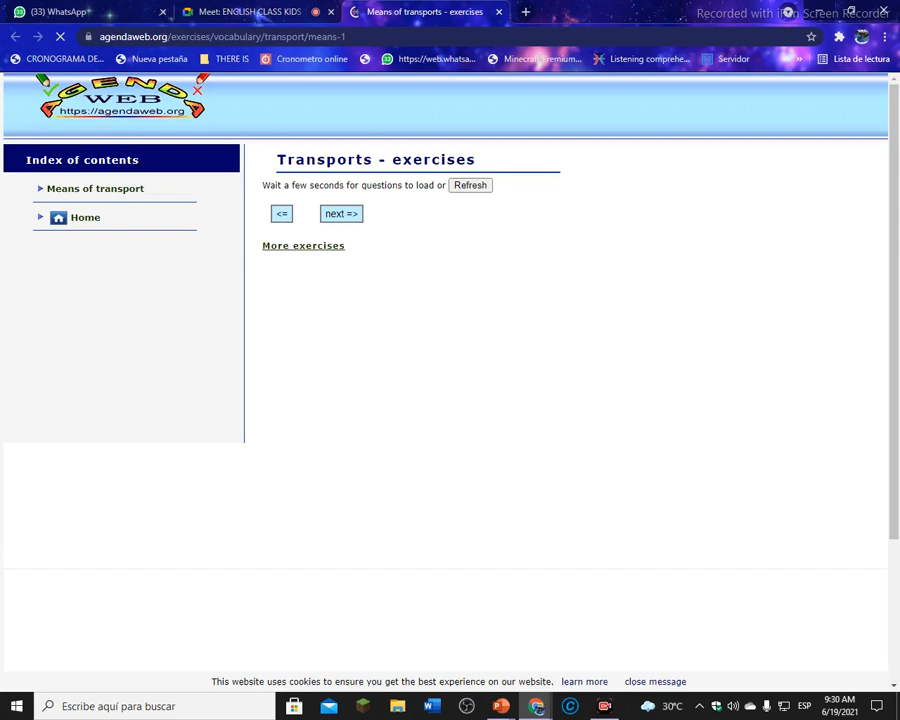 (33) WhatsApp
Meet: ENGLISH CLASS KIDS
Means of transports - exercises
Recorded with iFun Screen Recorder
agendaweb.org/exercises/vocabulary/transport/means-1
CRONOGRAMA DE...
Nueva pestaña
THERE IS
Cronometro online
https://web.whatsa...
Minecraft Premium...
Listening comprehe...
Servidor
»
Lista de lectura
AGENDA
WEB
https://agendaweb.org
Index of contents
Means of transport
Home
Transports - exercises
Wait a few seconds for questions to load or Refresh
<= next =>
More exercises
This website uses cookies to ensure you get the best experience on our website. learn more close message
Escribe aquí para buscar
30°C
ESP
9:30 AM
6/19/2021